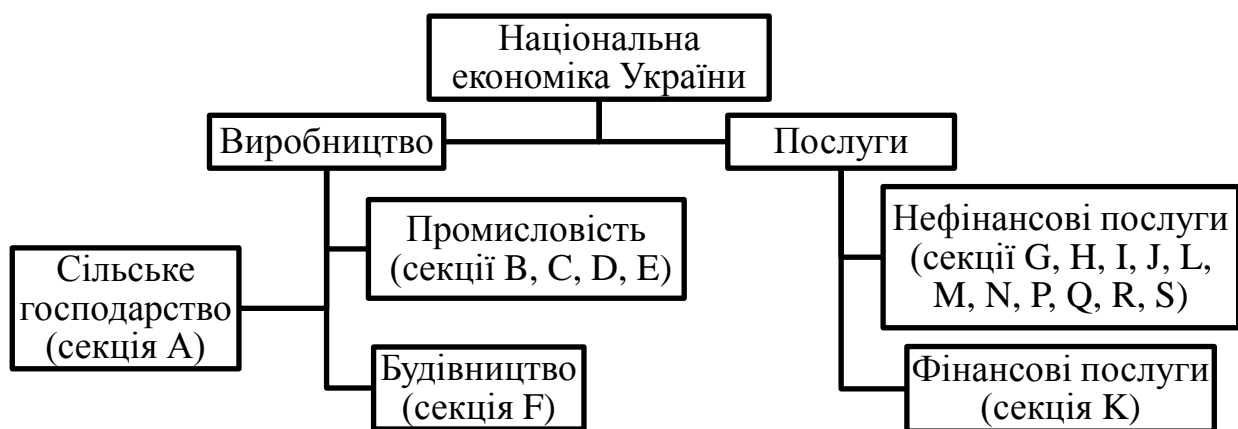 Національна
економіка України
Виробництво
Послуги
Сільське
господарство
(секція А)
Промисловість
(секції B, C, D, E)
Будівництво
(секція F)
Нефінансові послуги
(секції G, H, I, J, L,
M, N, P, Q, R, S)
Фінансові послуги
(секція K)